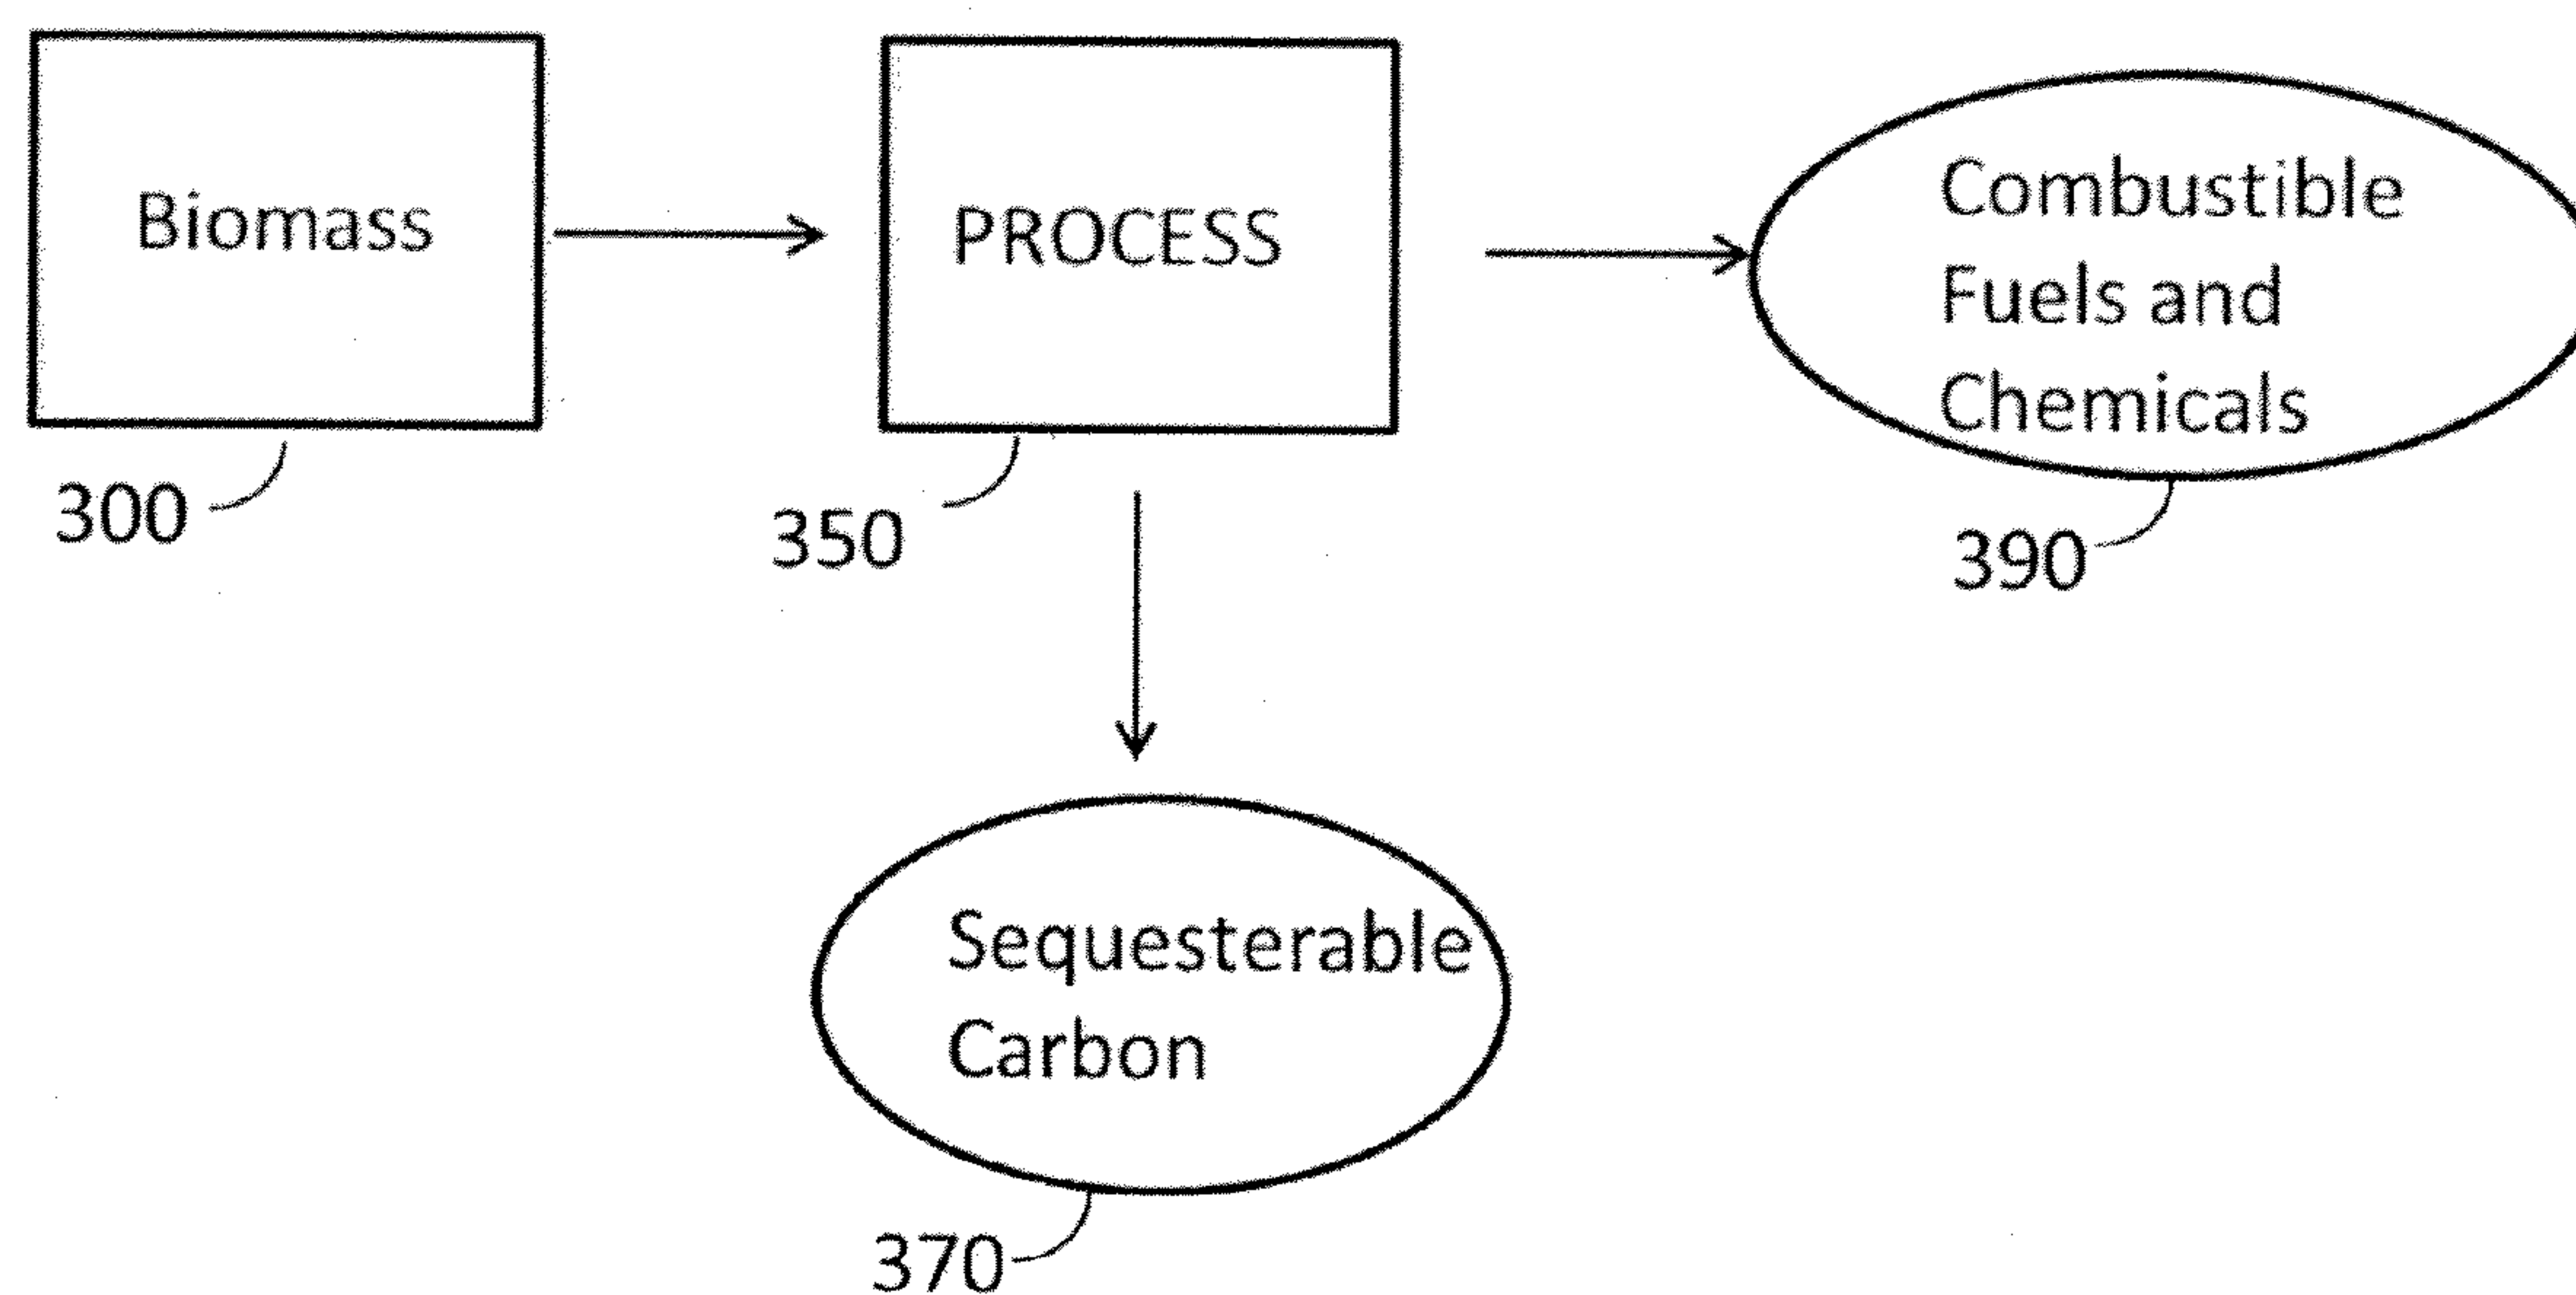 Biomass
300
PROCESS
350
Combustible
Fuels and
Chemicals
390
Sequesterable
Carbon
370